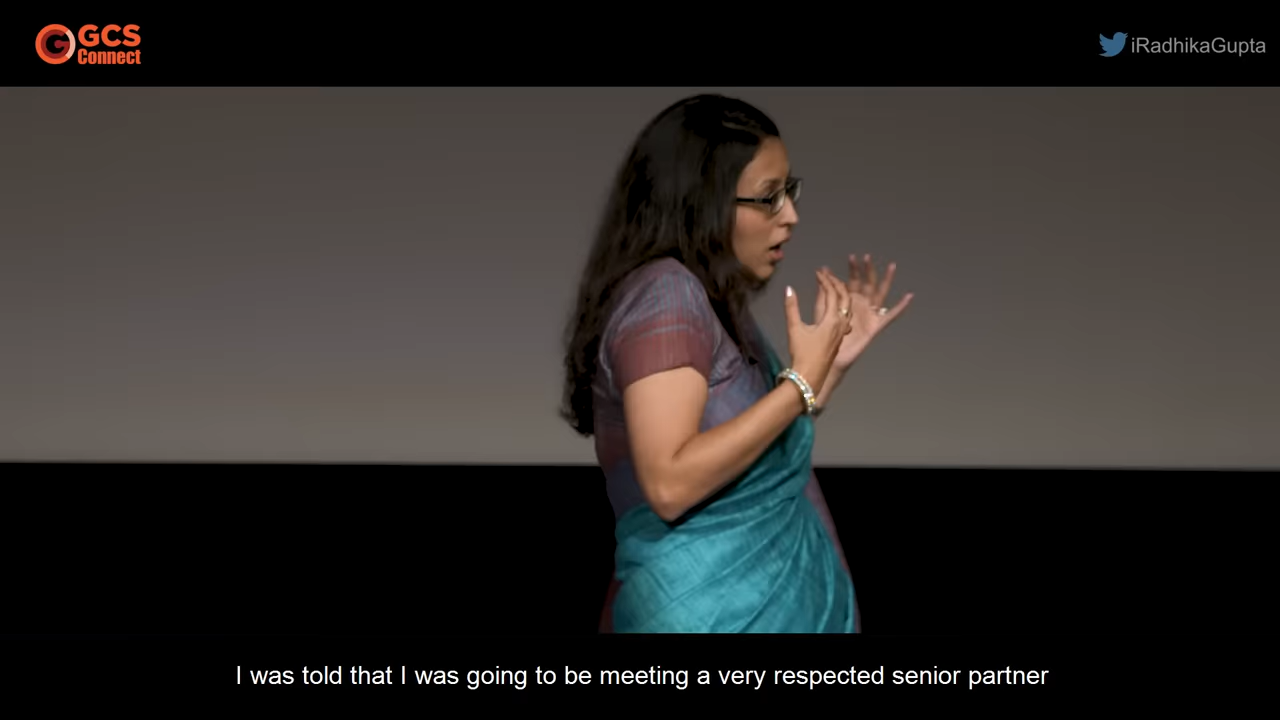 GCS
Connect
iRadhikaGupta
I was told that I was going to be meeting a very respected senior partner